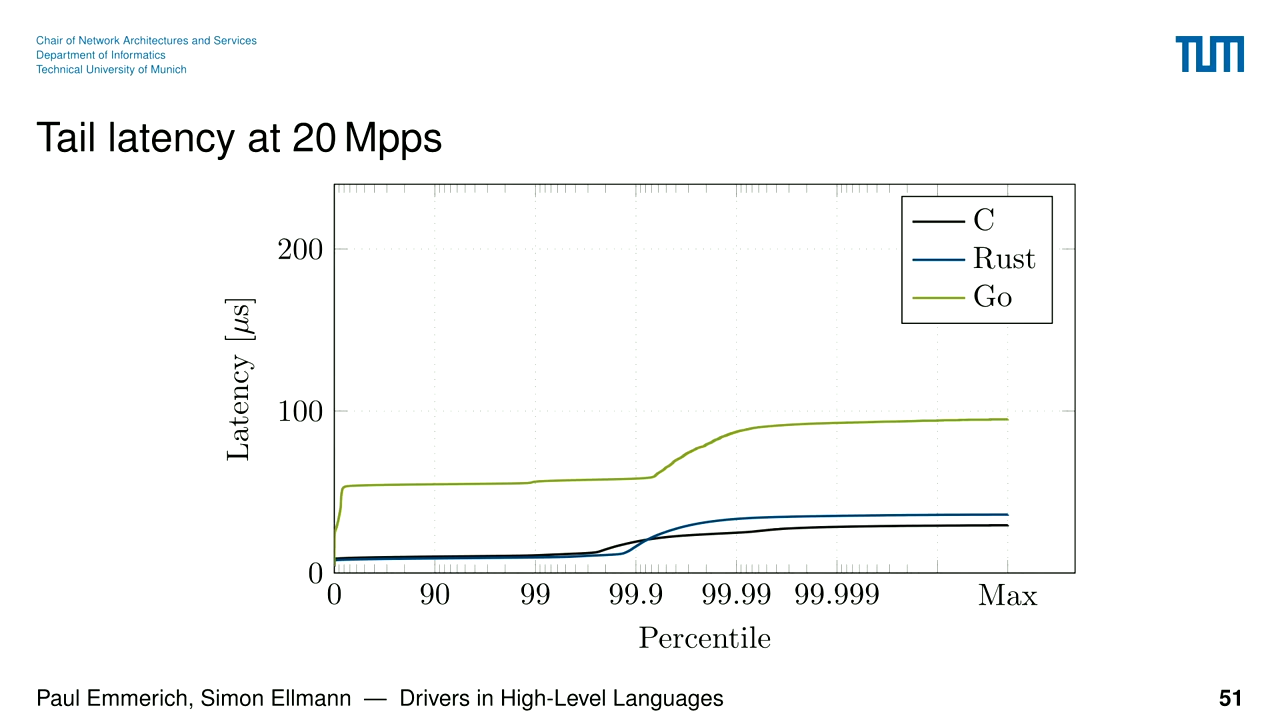 Chair of Network Architectures and Services
Department of Informatics
Technical University of Munich
TUM
Tail latency at 20 Mpps
C
Rust
Go
200
100
0
Latency [μs]
0 90 99 99.9 99.99 99.999 Max
Percentile
Paul Emmerich, Simon Ellmann — Drivers in High-Level Languages 51